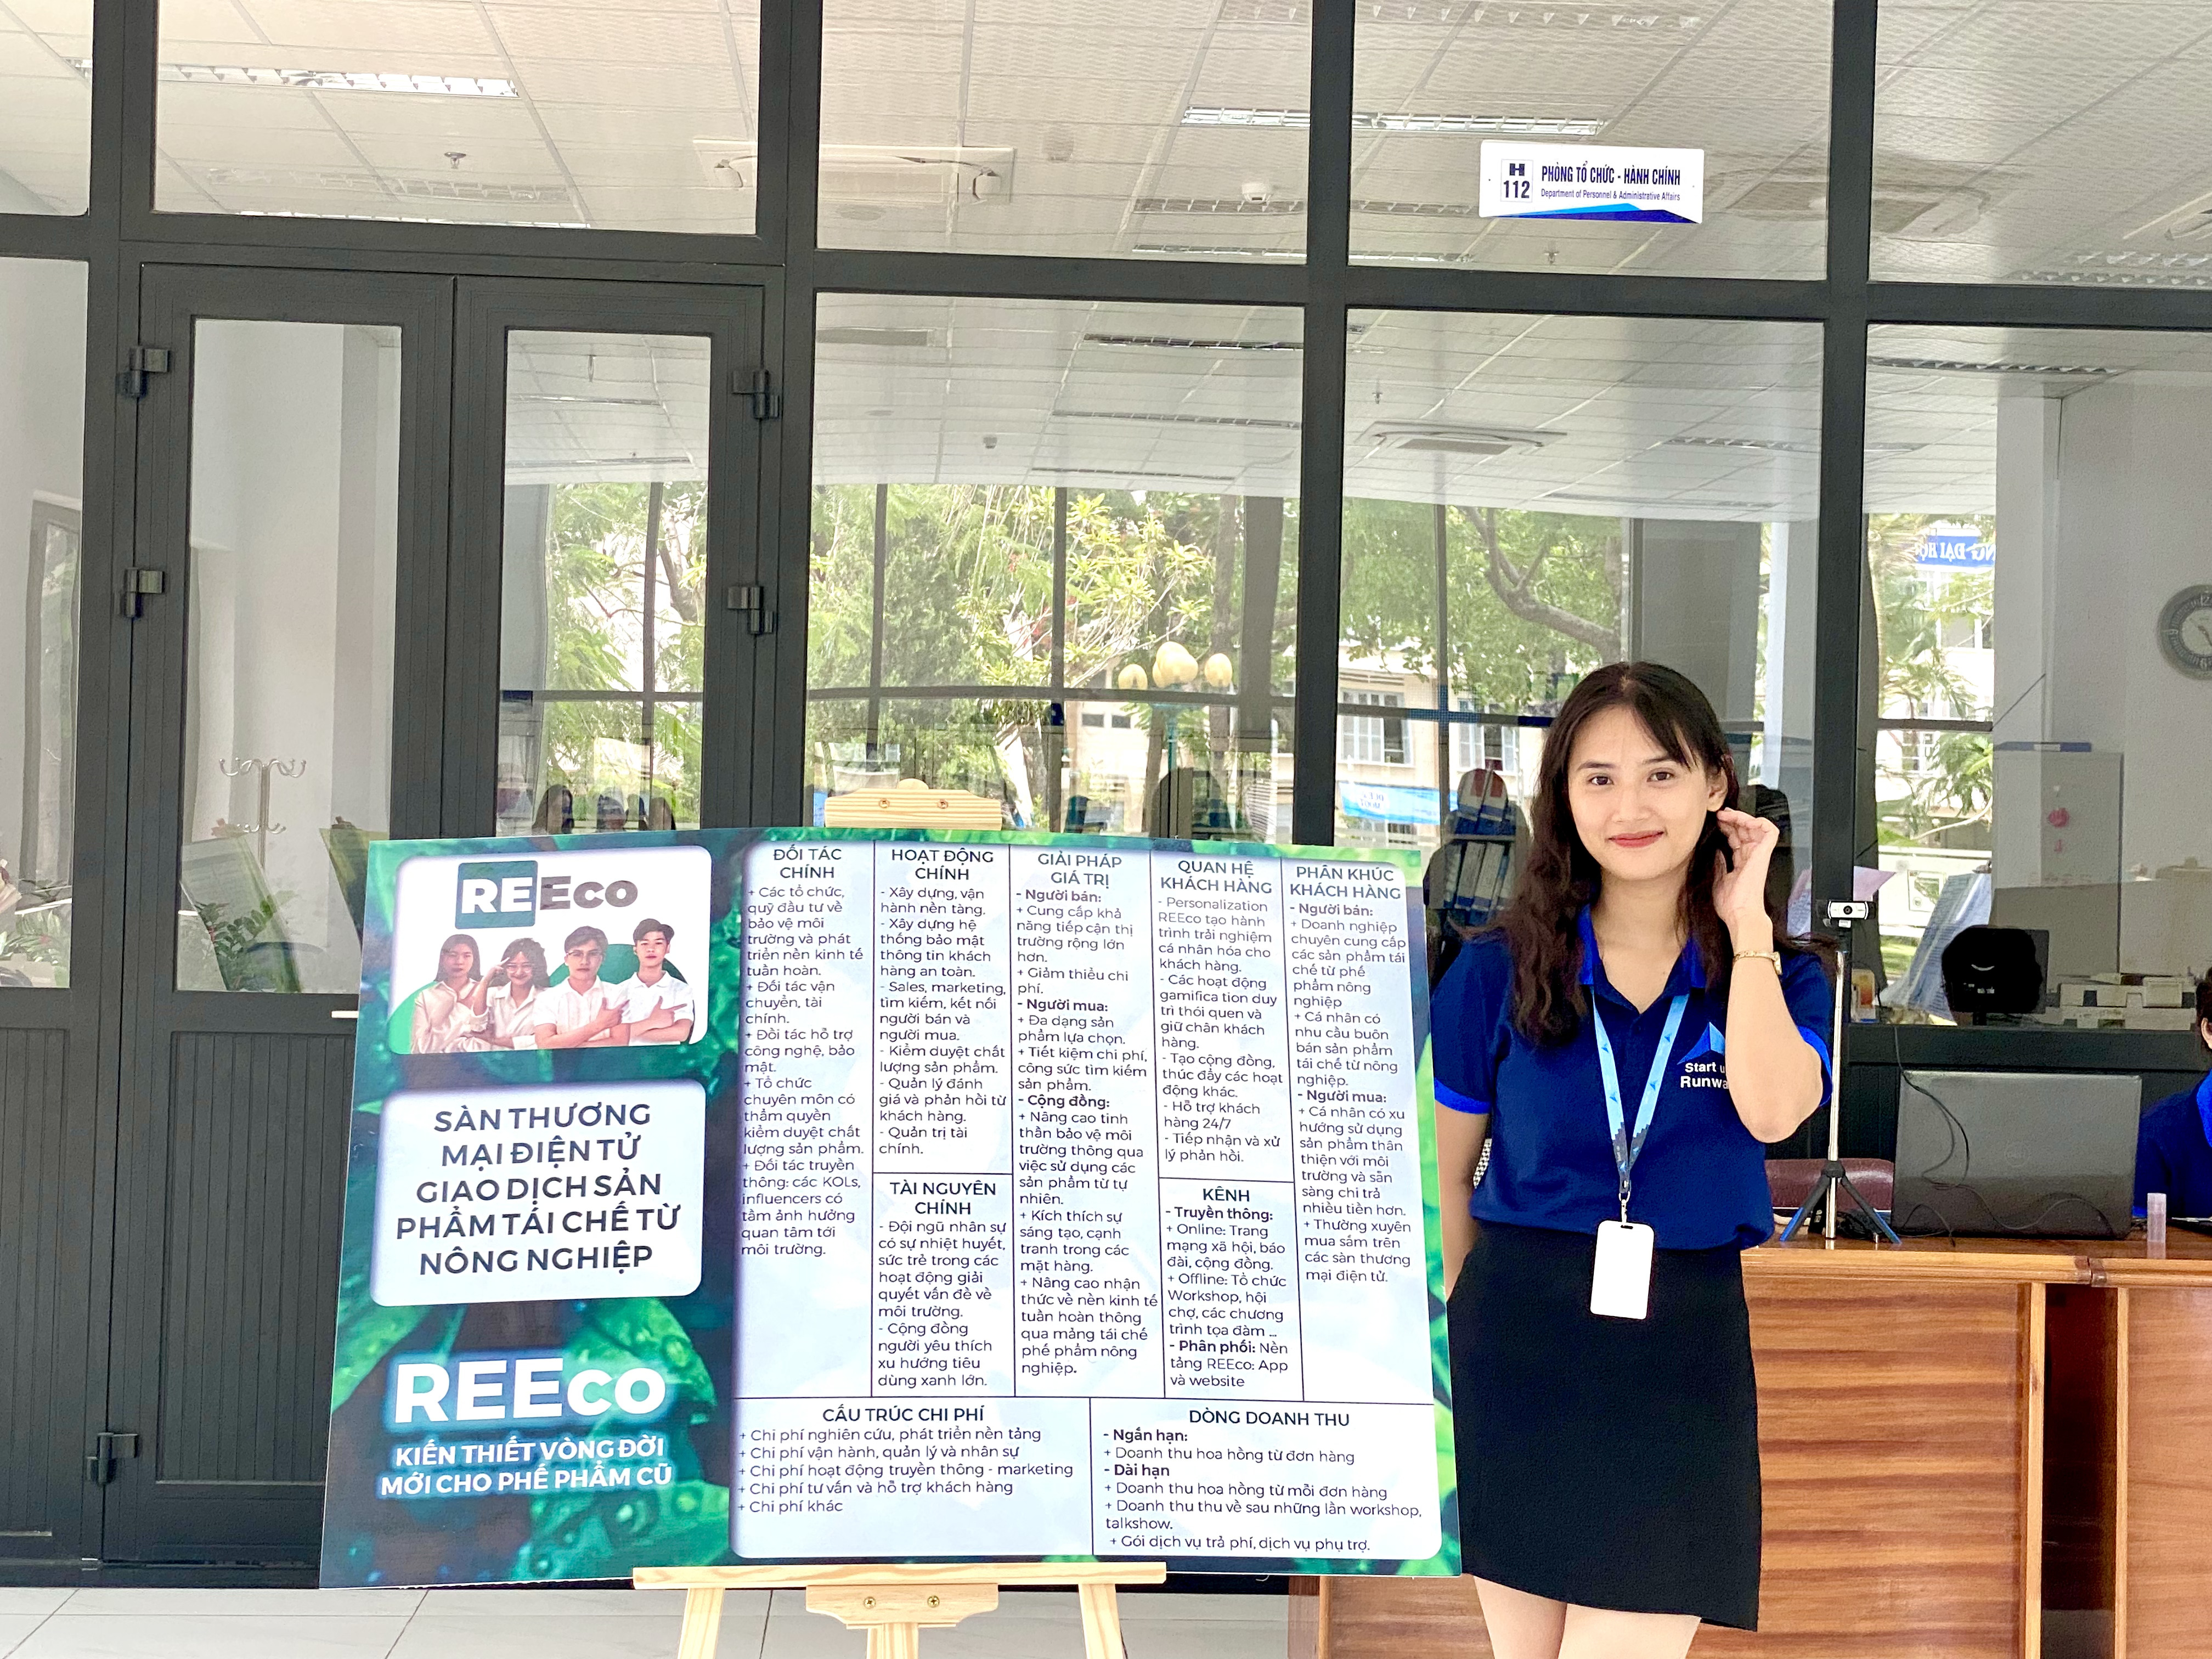 H
112
PHÒNG TỔ CHỨC - HÀNH CHÍNH
Department of Personnel & Administrative Affairs
REEco
SÀN THƯƠNG
MẠI ĐIỆN TỬ
GIAO DỊCH SẢN
PHẨM TÁI CHẾ TỪ
NÔNG NGHIỆP
REEco
KIẾN THIẾT VÒNG ĐỜI
MỚI CHO PHẾ PHẨM CŨ
ĐỐI TÁC
CHÍNH
+ Các tổ chức,
quỹ đầu tư về
bảo vệ môi
trường và phát
triển nền kinh tế
tuần hoàn.
+ Đối tác vận
chuyển, tài
chính.
+ Đối tác hỗ trợ
công nghệ, bảo
mật.
+ Tổ chức
chuyên môn có
thẩm quyền
kiểm duyệt chất
lượng sản phẩm.
+ Đối tác truyền
thông: các KOLs,
influencers có
tầm ảnh hưởng
quan tâm tới
môi trường.
HOẠT ĐỘNG
CHÍNH
- Xây dựng, vận
hành nền tảng.
- Xây dựng hệ
thống bảo mật
thông tin khách
hàng an toàn.
- Sales, marketing,
tìm kiếm, kết nối
người bán và
người mua.
- Kiểm duyệt chất
lượng sản phẩm.
- Quản lý đánh
giá và phản hồi từ
khách hàng.
- Quản trị tài
chính.
TÀI NGUYÊN
CHÍNH
- Đội ngũ nhân sự
có sự nhiệt huyết,
sức trẻ trong các
hoạt động giải
quyết vấn đề về
môi trường.
- Cộng đồng
người yêu thích
xu hướng tiêu
dùng xanh lớn.
GIẢI PHÁP
GIÁ TRỊ
- Người bán:
+ Cung cấp khả
năng tiếp cận thị
trường rộng lớn
hơn.
+ Giảm thiểu chi
phí.
- Người mua:
+ Đa dạng sản
phẩm lựa chọn.
+ Tiết kiệm chi phí,
công sức tìm kiếm
sản phẩm.
- Cộng đồng:
+ Nâng cao tinh
thần bảo vệ môi
trường thông qua
việc sử dụng các
sản phẩm từ tự
nhiên.
+ Kích thích sự
sáng tạo, cạnh
tranh trong các
mặt hàng.
+ Nâng cao nhận
thức về nền kinh tế
tuần hoàn thông
qua mảng tái chế
phế phẩm nông
nghiệp.
QUAN HỆ
KHÁCH HÀNG
- Personalization
REEco tạo hành
trình trải nghiệm
cá nhân hóa cho
khách hàng.
- Các hoạt động
gamifica tion duy
trì thói quen và
giữ chân khách
hàng.
- Tạo cộng đồng,
thúc đẩy các hoạt
động khác.
- Hỗ trợ khách
hàng 24/7
- Tiếp nhận và xử
lý phản hồi.
KÊNH
- Truyền thông:
+ Online: Trang
mạng xã hội, báo
đài, cộng đồng.
+ Offline: Tổ chức
Workshop, hội
chợ, các chương
trình tọa đàm ...
- Phân phối: Nền
tảng REEco: App
và website
PHÂN KHÚC
KHÁCH HÀNG
- Người bán:
+ Doanh nghiệp
chuyên cung cấp
các sản phẩm tái
chế từ phế
phẩm nông
nghiệp
+ Cá nhân có
nhu cầu buôn
bán sản phẩm
tái chế từ nông
nghiệp.
- Người mua:
+ Cá nhân có xu
hướng sử dụng
sản phẩm thân
thiện với môi
trường và sẵn
sàng chi trả
nhiều tiền hơn.
+ Thường xuyên
mua sắm trên
các sàn thương
mại điện tử.
CẤU TRÚC CHI PHÍ
+ Chi phí nghiên cứu, phát triển nền tảng
+ Chi phí vận hành, quản lý và nhân sự
+ Chi phí hoạt động truyền thông - marketing
+ Chi phí tư vấn và hỗ trợ khách hàng
+ Chi phí khác
DÒNG DOANH THU
- Ngắn hạn:
+ Doanh thu hoa hồng từ đơn hàng
- Dài hạn
+ Doanh thu hoa hồng từ mỗi đơn hàng
+ Doanh thu thu về sau những lần workshop,
talkshow.
+ Gói dịch vụ trả phí, dịch vụ phụ trợ.
Start